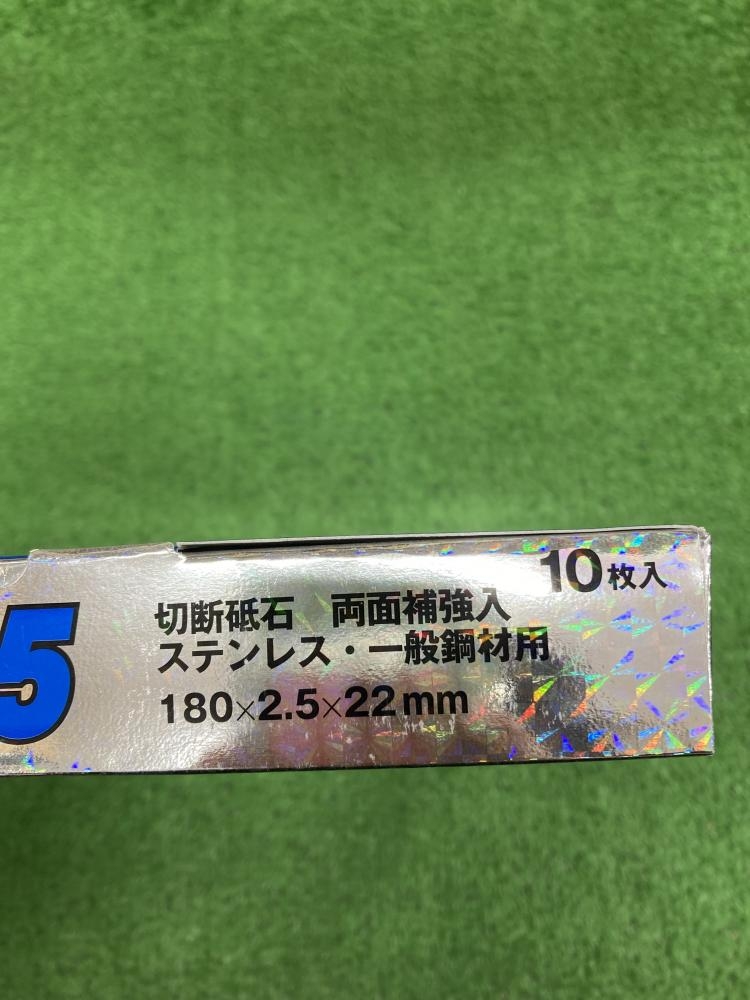 10枚入
5
切断砥石 両面補強入
ステンレス・一般鋼材用
180×2.5×22mm